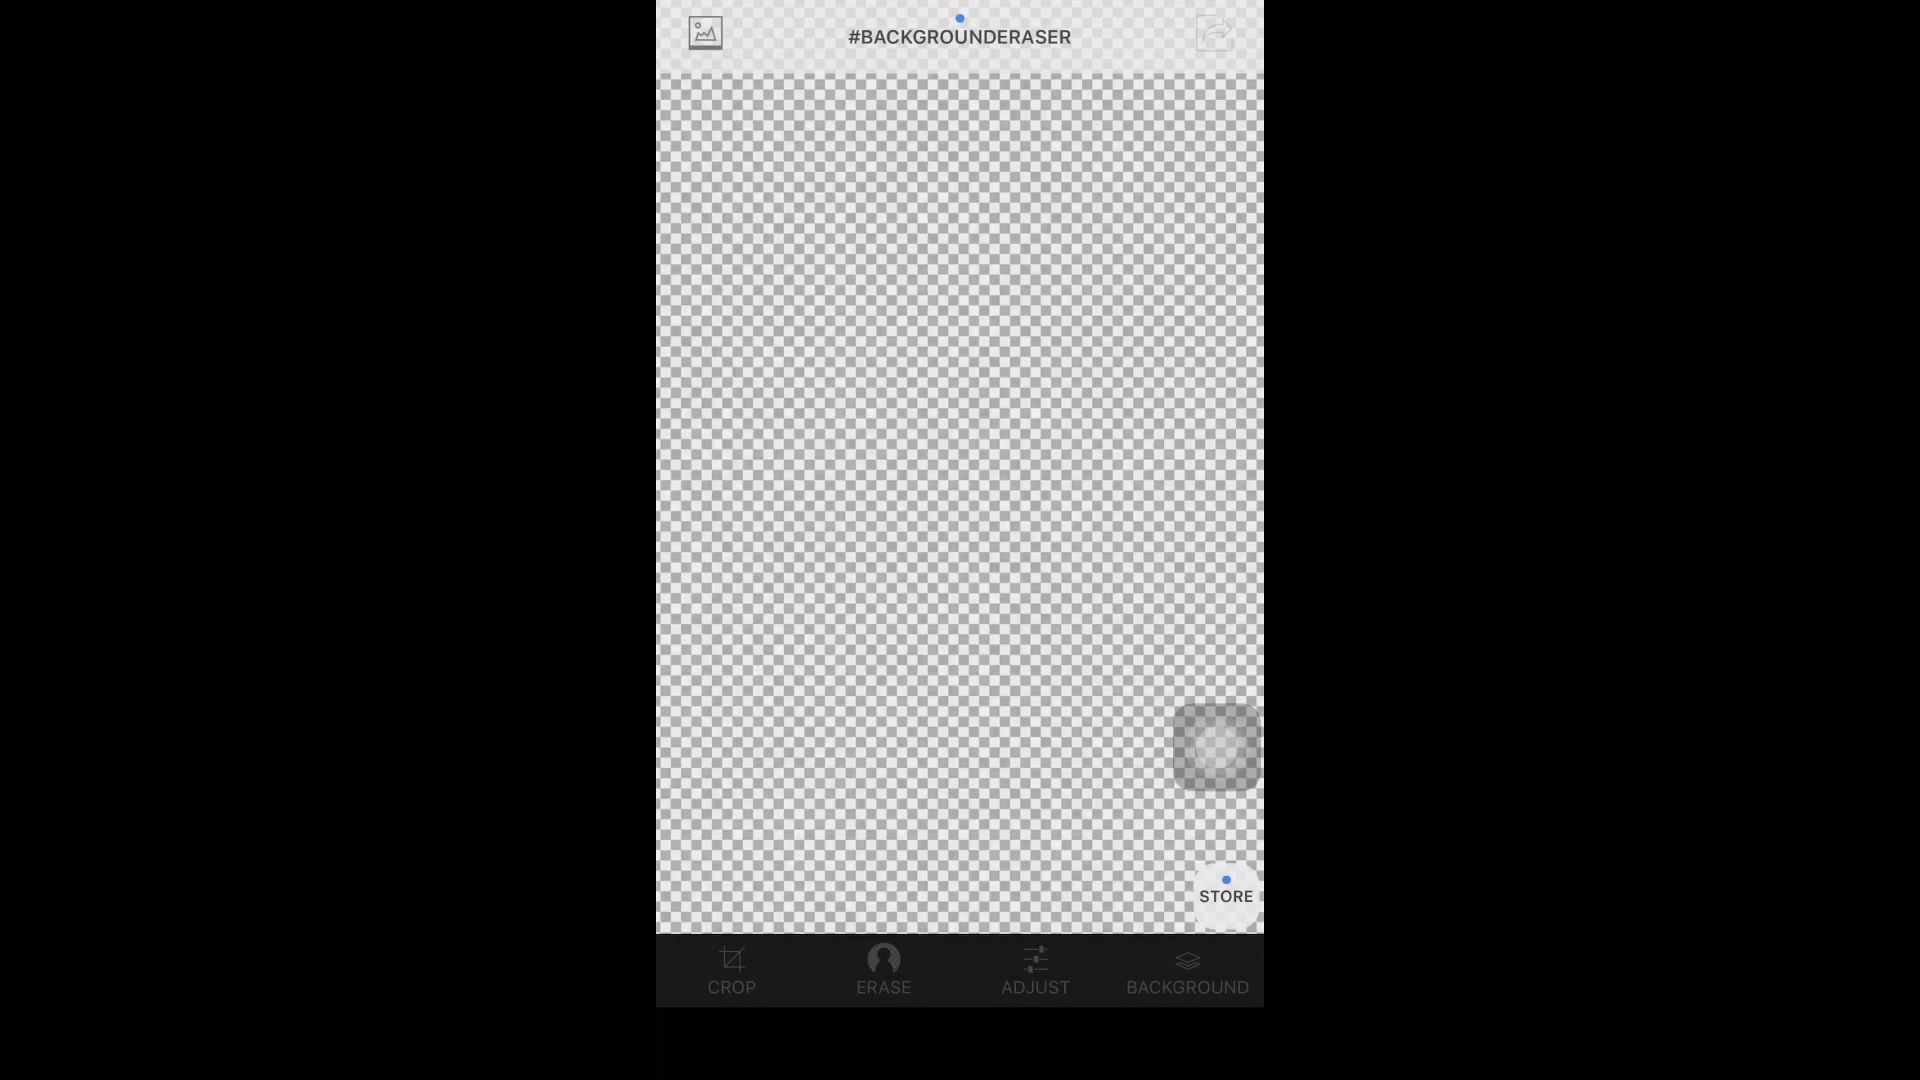 #BACKGROUNDERASER
STORE
CROP
ERASE
ADJUST
BACKGROUND